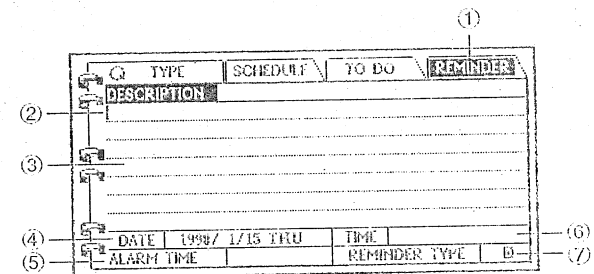 (1)
TYPE SCHEDULE TO DO REMINDER
DESCRIPTION
(2)
(3)
(4) DATE 1998/ 1/15 THU TIME (6)
(5) ALARM TIME REMINDER TYPE D (7)